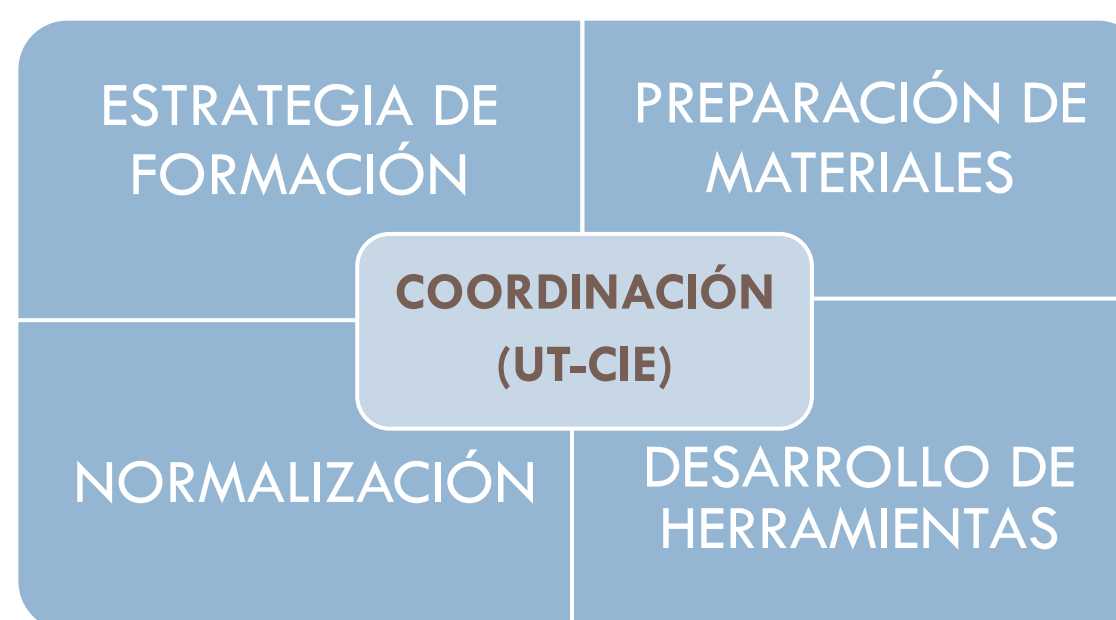 ESTRATEGIA DE
FORMACIÓN
PREPARACIÓN DE
MATERIALES
COORDINACIÓN
(UT-CIE)
NORMALIZACIÓN
DESARROLLO DE
HERRAMIENTAS